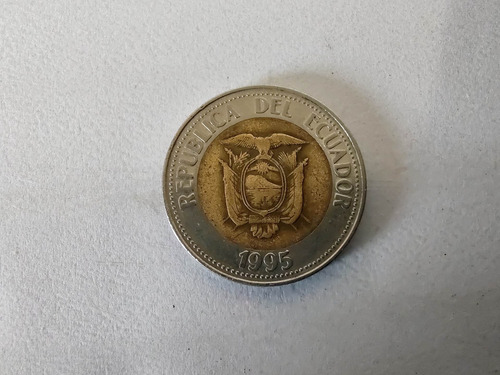 REPUBLICA DEL ECUADOR
1995